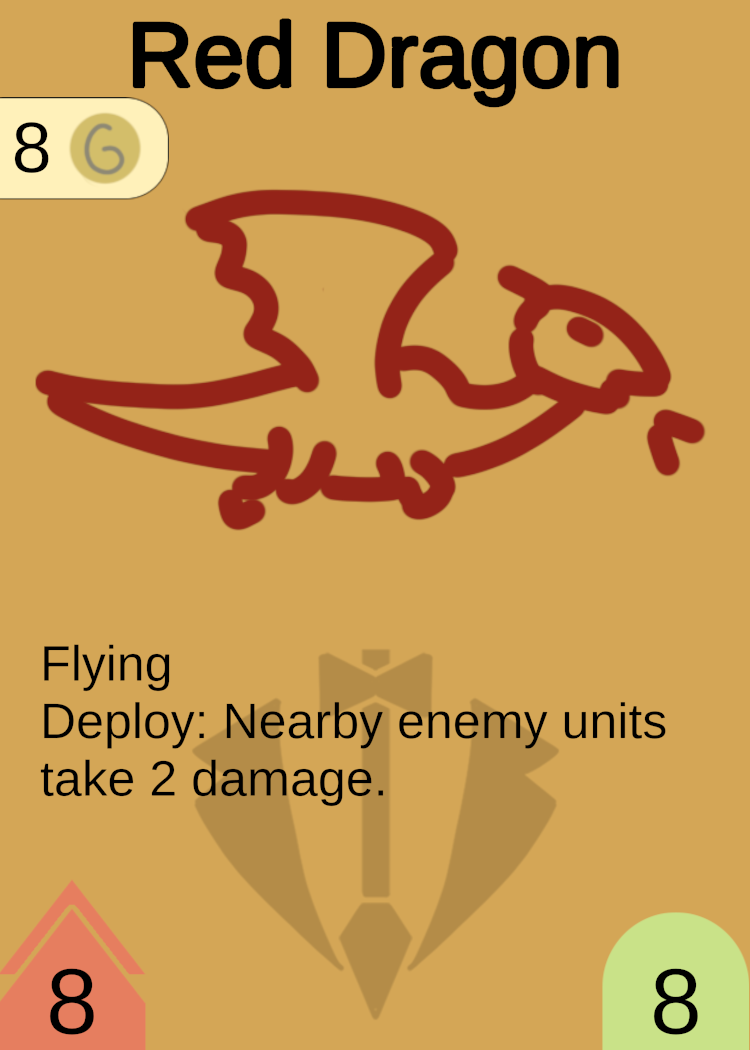 Red Dragon
8 G
Flying
Deploy: Nearby enemy units
take 2 damage.
8
8